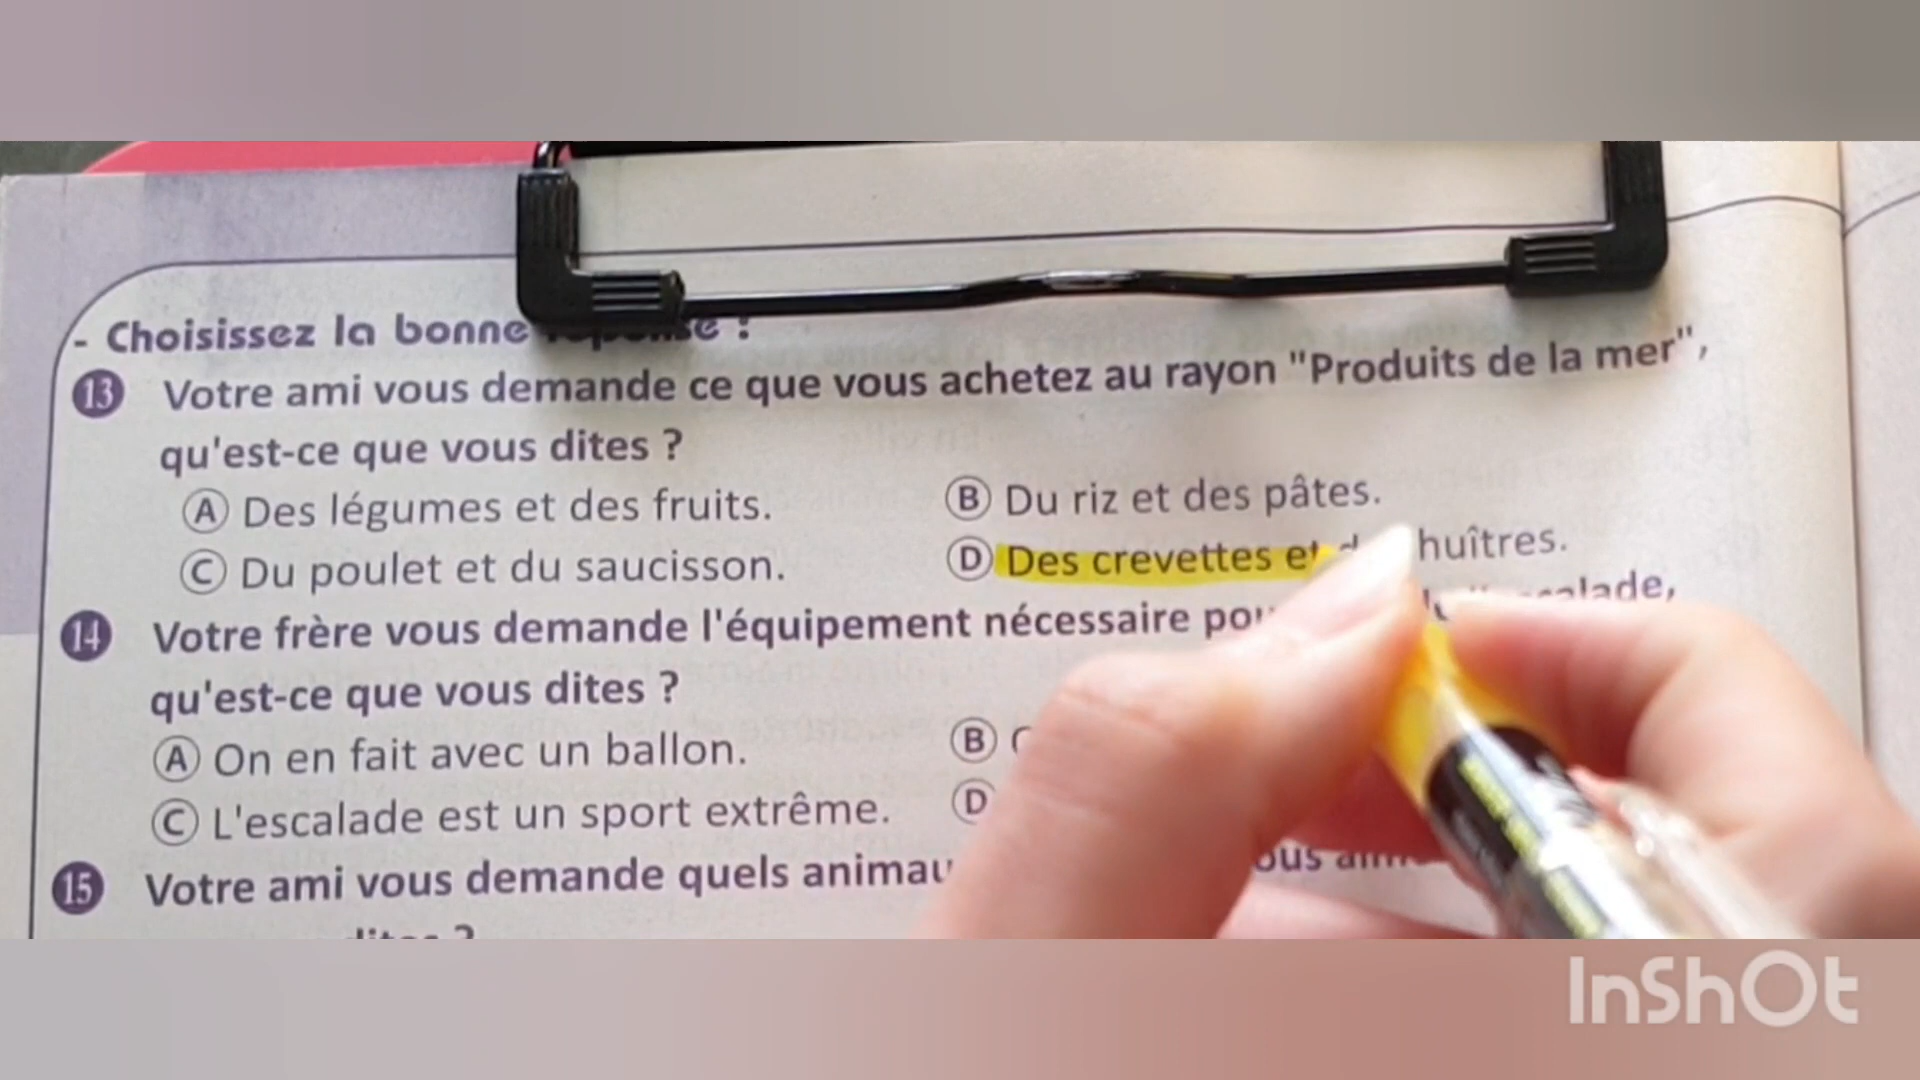 - Choisissez la bonne :
13 Votre ami vous demande ce que vous achetez au rayon "Produits de la mer",
qu'est-ce que vous dites ?
A Des légumes et des fruits. B Du riz et des pâtes.
C Du poulet et du saucisson. D Des crevettes et huîtres.
14 Votre frère vous demande l'équipement nécessaire
qu'est-ce que vous dites ?
A On en fait avec un ballon. B
C L'escalade est un sport extrême. D
15 Votre ami vous demande quels
InShOt